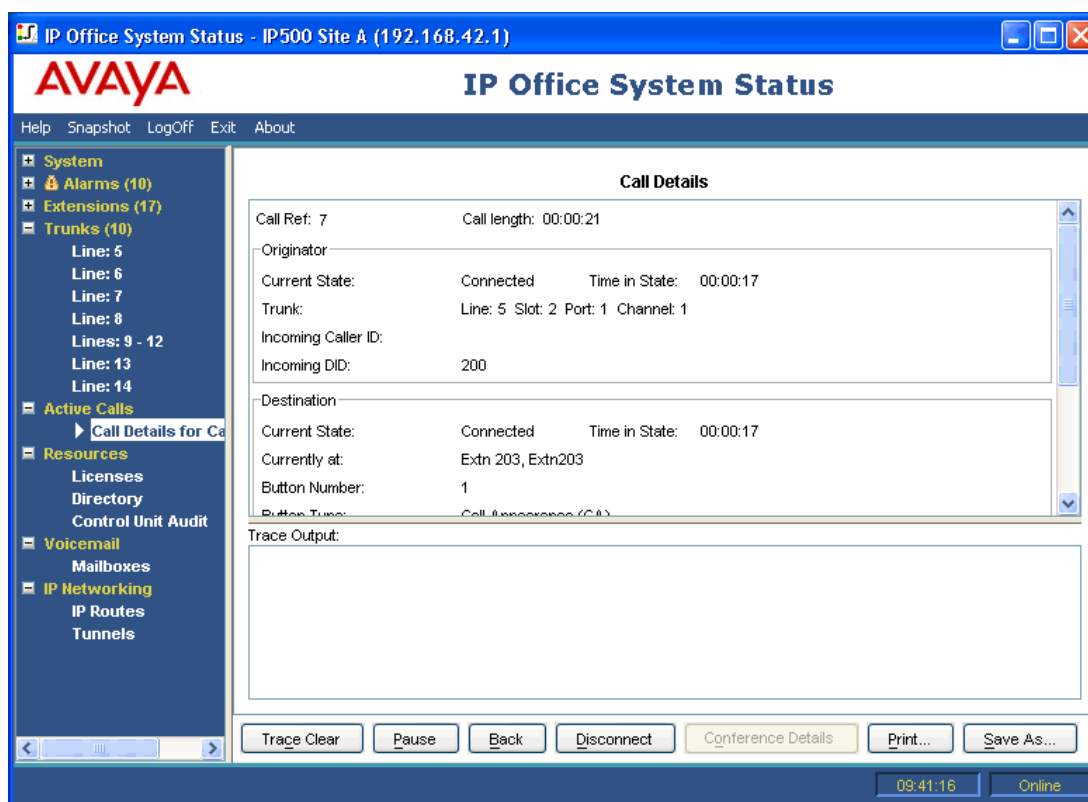 IP Office System Status - IP500 Site A (192.168.42.1)
AVAYA
IP Office System Status
Help Snapshot LogOff Exit About
System
Alarms (10)
Extensions (17)
Trunks (10)
Line: 5
Line: 6
Line: 7
Line: 8
Lines: 9 - 12
Line: 13
Line: 14
Active Calls
Call Details for Ca
Resources
Licenses
Directory
Control Unit Audit
Voicemail
Mailboxes
IP Networking
IP Routes
Tunnels
Call Details
Call Ref: 7 Call length: 00:00:21
Originator
Current State: Connected Time in State: 00:00:17
Trunk: Line: 5 Slot: 2 Port: 1 Channel: 1
Incoming Caller ID:
Incoming DID: 200
Destination
Current State: Connected Time in State: 00:00:17
Currently at: Extn 203, Extn203
Button Number: 1
Button Type: Call Appearance (CA)
Trace Output:
Trace Clear Pause Back Disconnect Conference Details Print... Save As...
09:41:16 Online